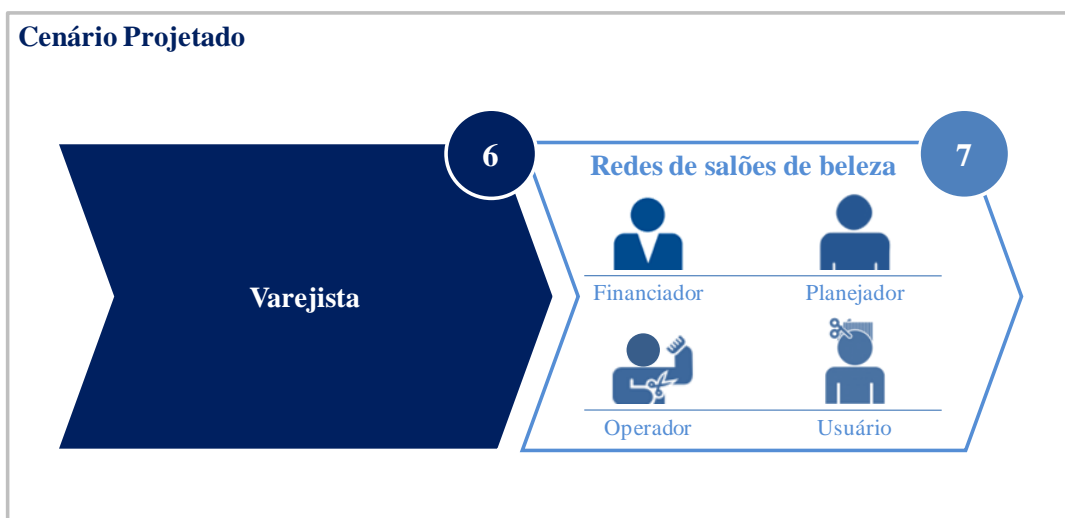 Cenário Projetado
6
7
Redes de salões de beleza
Varejista
Financiador
Planejador
Operador
Usuário